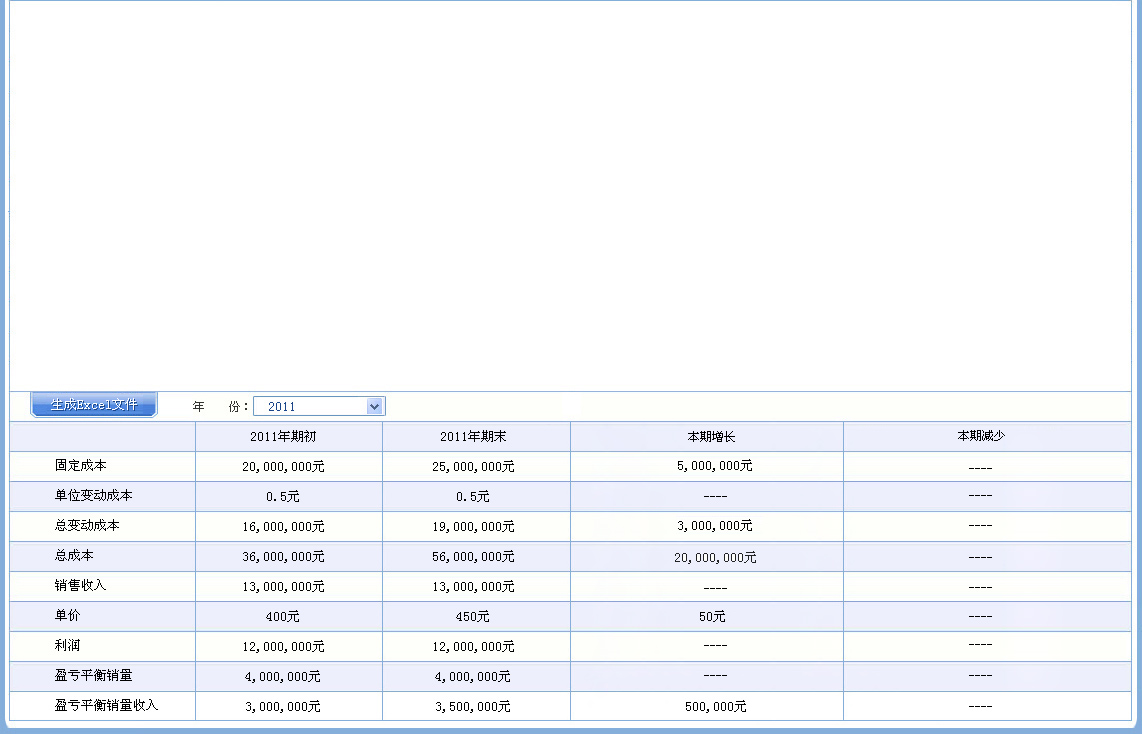 生成Excel文件 年 份： 2011
2011年期初 2011年期末 本期增长 本期减少
固定成本 20,000,000元 25,000,000元 5,000,000元 ----
单位变动成本 0.5元 0.5元 ---- ----
总变动成本 16,000,000元 19,000,000元 3,000,000元 ----
总成本 36,000,000元 56,000,000元 20,000,000元 ----
销售收入 13,000,000元 13,000,000元 ---- ----
单价 400元 450元 50元 ----
利润 12,000,000元 12,000,000元 ---- ----
盈亏平衡销量 4,000,000元 4,000,000元 ---- ----
盈亏平衡销量收入 3,000,000元 3,500,000元 500,000元 ----